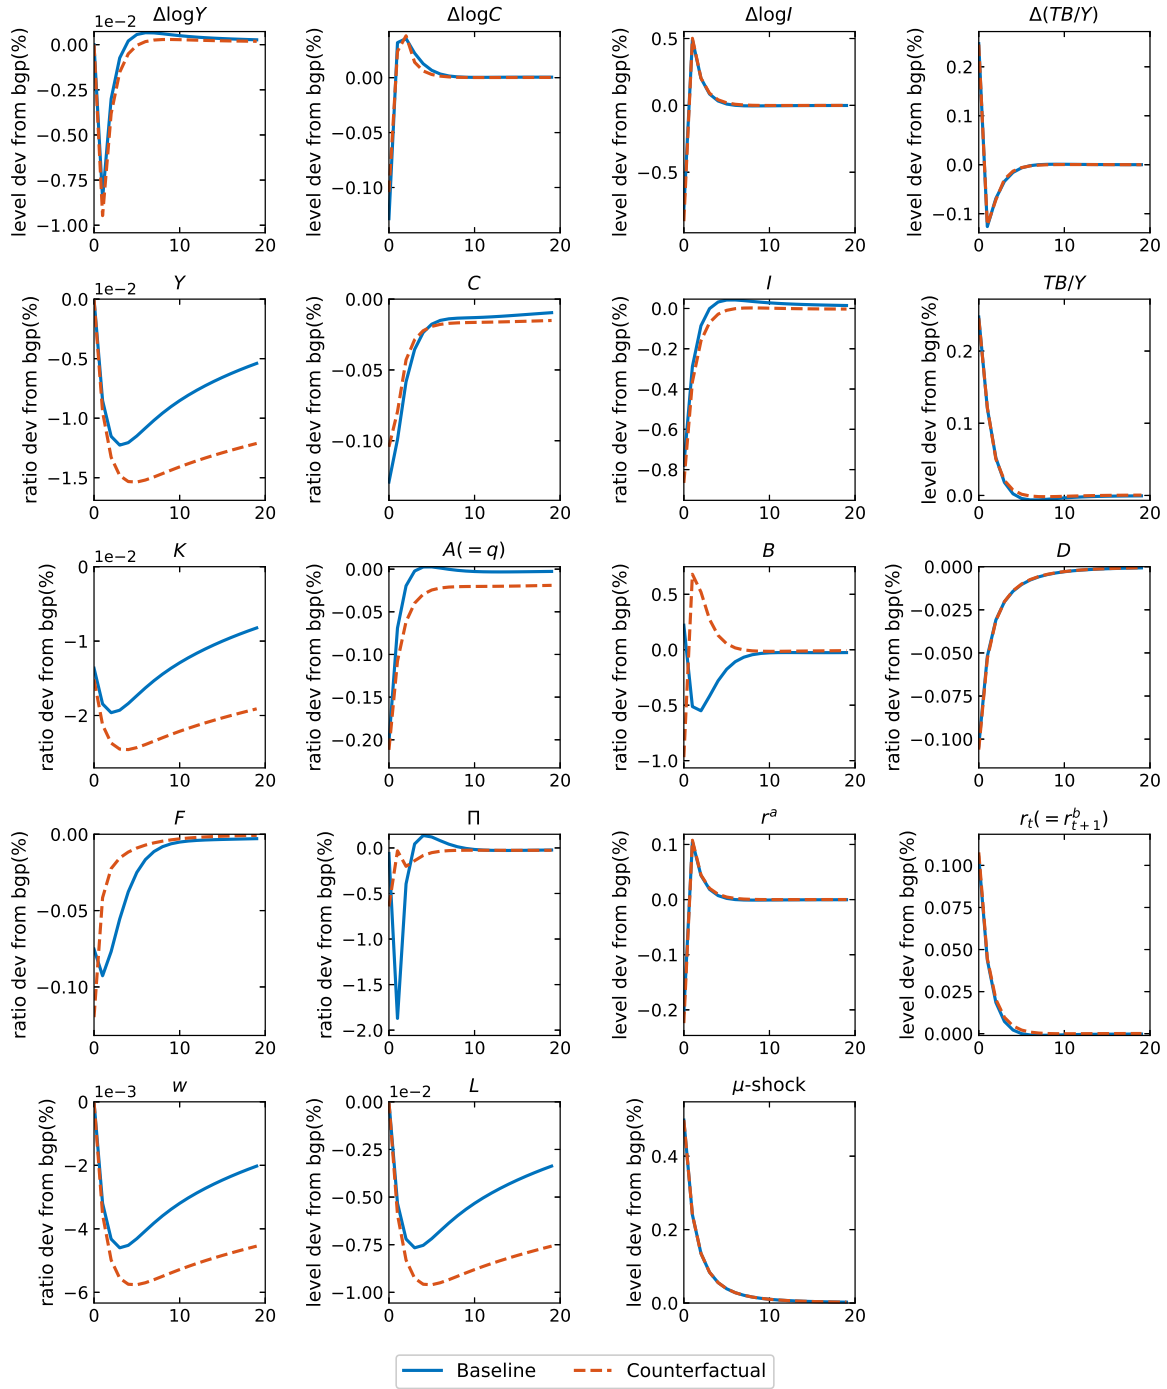 ΔlogY
1e−2
level dev from bgp(%)
0.00
−0.25
−0.50
−0.75
−1.00
0 10 20
ΔlogC
level dev from bgp(%)
0.00
−0.05
−0.10
0 10 20
ΔlogI
level dev from bgp(%)
0.5
0.0
−0.5
0 10 20
Δ(TB/Y)
level dev from bgp(%)
0.2
0.1
0.0
−0.1
0 10 20
Y
1e−2
ratio dev from bgp(%)
0.0
−0.5
−1.0
−1.5
0 10 20
C
ratio dev from bgp(%)
0.00
−0.05
−0.10
0 10 20
I
ratio dev from bgp(%)
0.0
−0.2
−0.4
−0.6
−0.8
0 10 20
TB/Y
level dev from bgp(%)
0.2
0.1
0.0
0 10 20
K
1e−2
ratio dev from bgp(%)
0
−1
−2
0 10 20
A(=q)
ratio dev from bgp(%)
0.00
−0.05
−0.10
−0.15
−0.20
0 10 20
B
ratio dev from bgp(%)
0.5
0.0
−0.5
−1.0
0 10 20
D
ratio dev from bgp(%)
0.000
−0.025
−0.050
−0.075
−0.100
0 10 20
F
ratio dev from bgp(%)
0.00
−0.05
−0.10
0 10 20
Π
ratio dev from bgp(%)
0.0
−0.5
−1.0
−1.5
−2.0
0 10 20
r^a
level dev from bgp(%)
0.1
0.0
−0.1
−0.2
0 10 20
r_t(=r^b_{t+1})
level dev from bgp(%)
0.100
0.075
0.050
0.025
0.000
0 10 20
w
1e−3
ratio dev from bgp(%)
0
−2
−4
−6
0 10 20
L
1e−2
level dev from bgp(%)
0.00
−0.25
−0.50
−0.75
−1.00
0 10 20
μ-shock
level dev from bgp(%)
0.4
0.2
0.0
0 10 20
Baseline Counterfactual